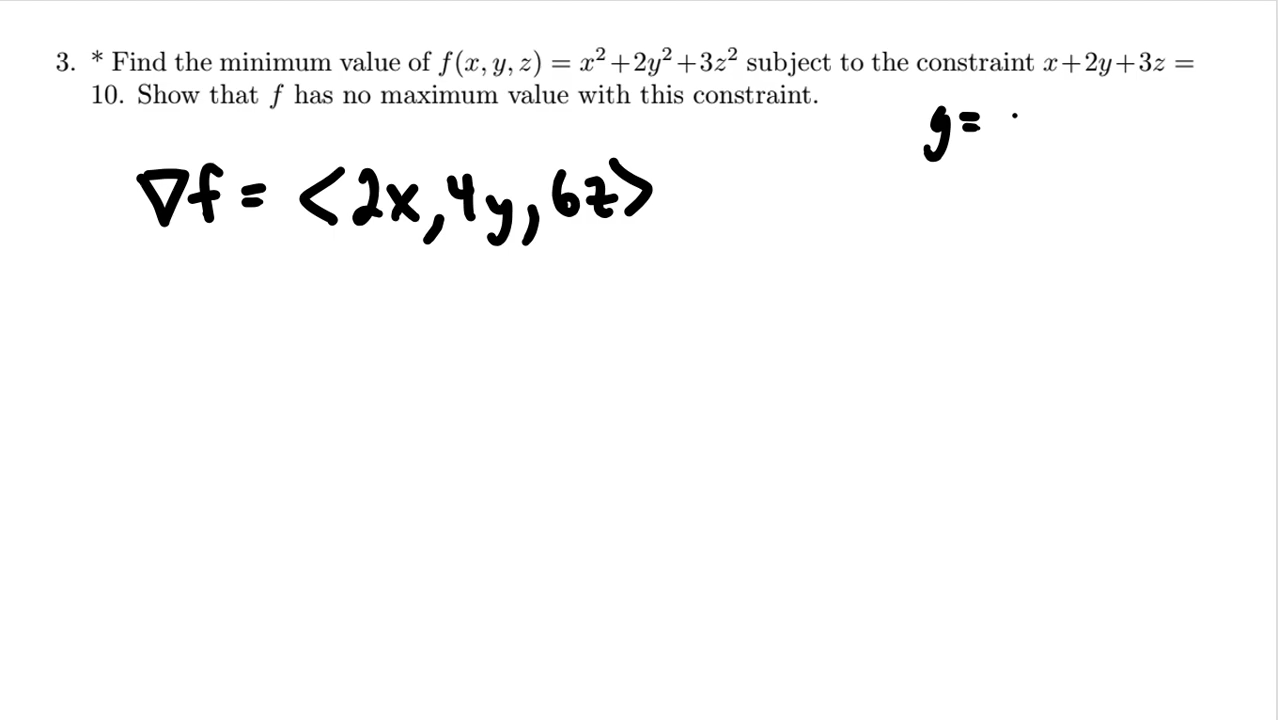 3. * Find the minimum value of f(x, y, z) = x²+2y²+3z² subject to the constraint x+2y+3z =
10. Show that f has no maximum value with this constraint.
g=
∇f = <2x, 4y, 6z>